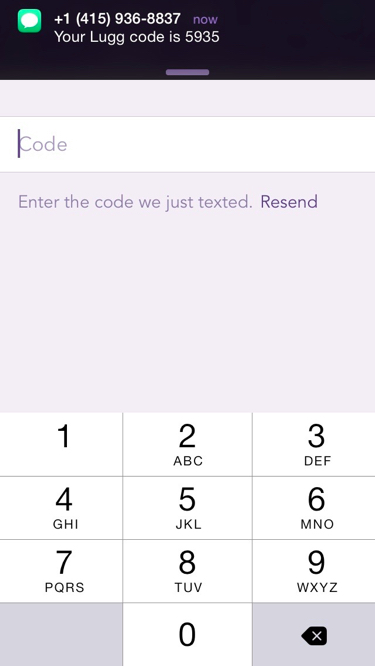 +1 (415) 936-8837 now
Your Lugg code is 5935
Code
Enter the code we just texted. Resend
1 2 3
ABC DEF
4 5 6
GHI JKL MNO
7 8 9
PQRS TUV WXYZ
0